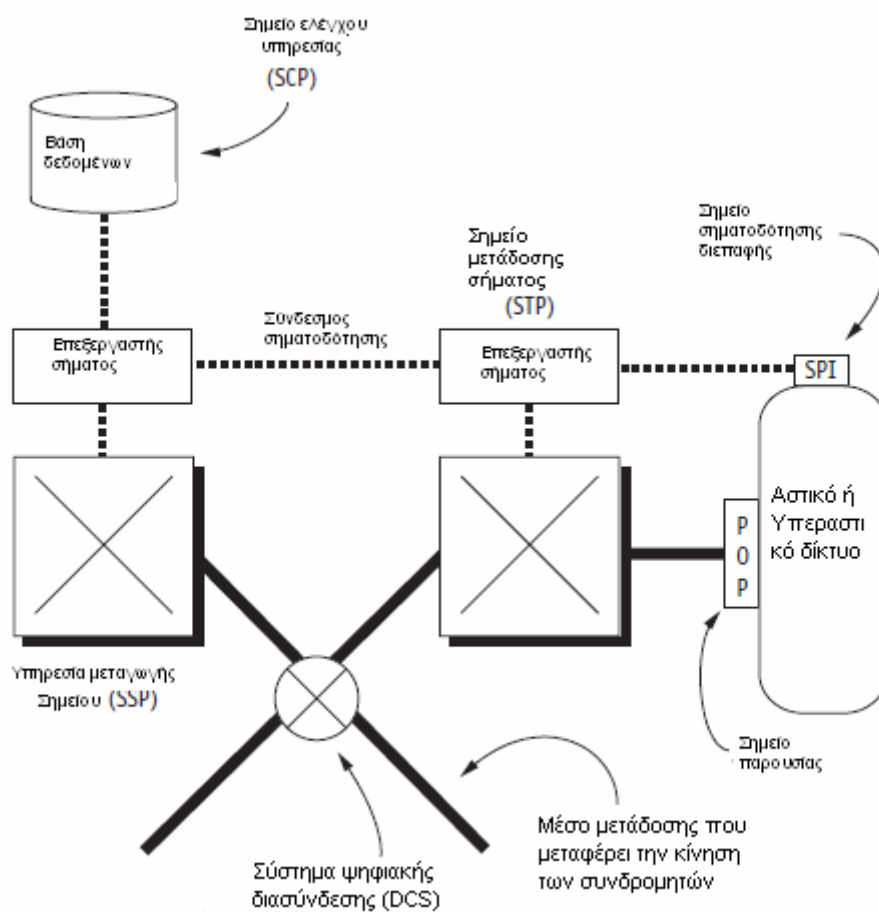 Σημείο ελέγχου
υπηρεσίας
(SCP)
Βάση
δεδομένων
Σημείο
σηματοδότησης
διεπαφής
Σημείο
μετάδοσης
σήματος
(STP)
Σύνδεσμος
σηματοδότησης
Επεξεργαστής
σήματος
Επεξεργαστής
σήματος
SPI
Αστικό ή
Υπεραστι
κό δίκτυο
P
O
P
Υπηρεσία μεταγωγής
Σημείου (SSP)
Σημείο
παρουσίας
Μέσο μετάδοσης που
μεταφέρει την κίνηση
των συνδρομητών
Σύστημα ψηφιακής
διασύνδεσης (DCS)